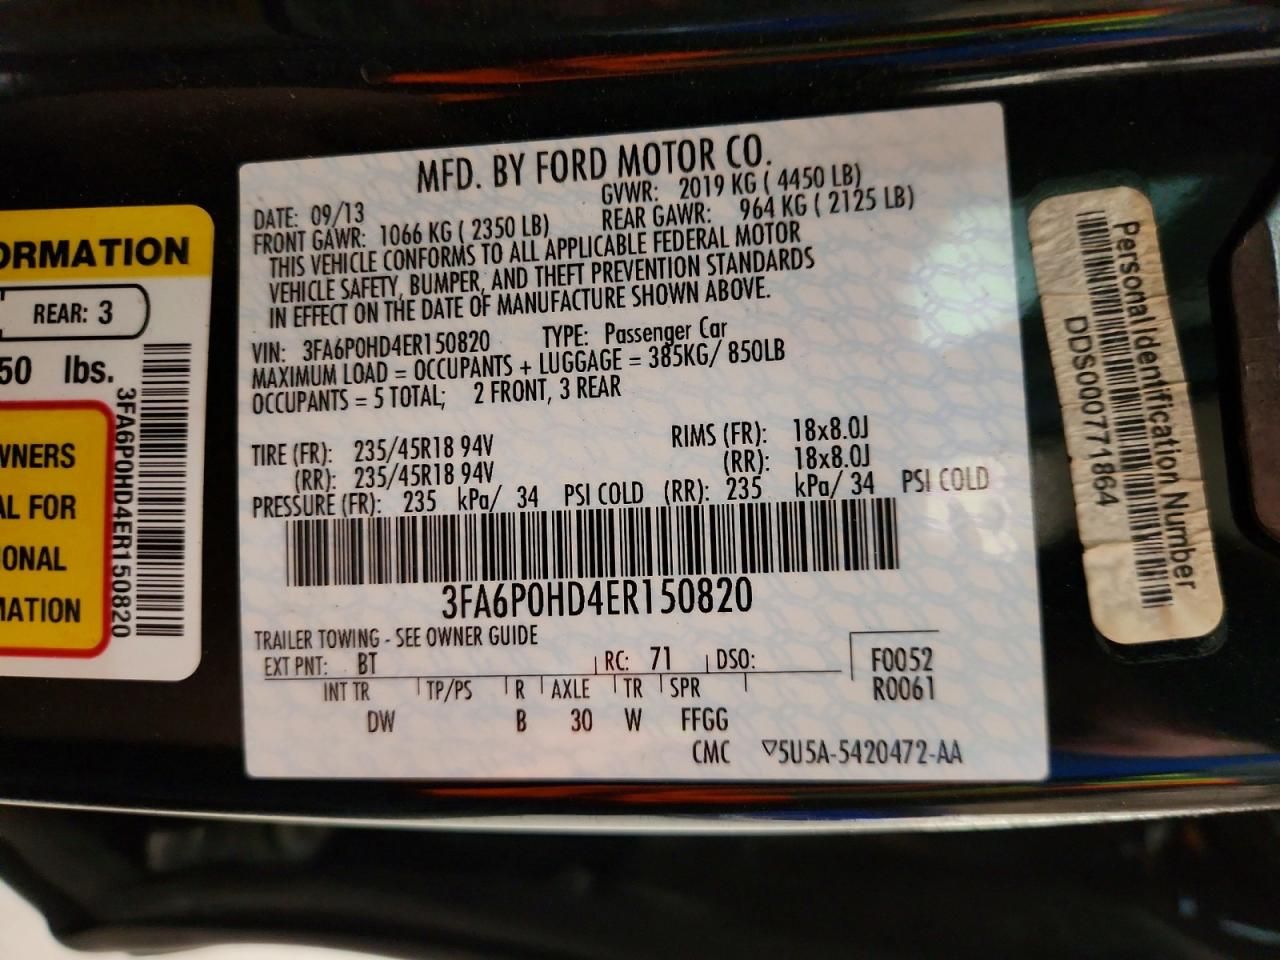 ORMATION
REAR: 3
50 lbs.
3FA6P0HD4ER150820
WNERS
AL FOR
IONAL
MATION
MFD. BY FORD MOTOR CO.
DATE: 09/13 GVWR: 2019 KG ( 4450 LB)
FRONT GAWR: 1066 KG ( 2350 LB) REAR GAWR: 964 KG ( 2125 LB)
THIS VEHICLE CONFORMS TO ALL APPLICABLE FEDERAL MOTOR
VEHICLE SAFETY, BUMPER, AND THEFT PREVENTION STANDARDS
IN EFFECT ON THE DATE OF MANUFACTURE SHOWN ABOVE.
VIN: 3FA6P0HD4ER150820 TYPE: Passenger Car
MAXIMUM LOAD = OCCUPANTS + LUGGAGE = 385KG/ 850LB
OCCUPANTS = 5 TOTAL; 2 FRONT, 3 REAR
TIRE (FR): 235/45R18 94V RIMS (FR): 18x8.0J
(RR): 235/45R18 94V (RR): 18x8.0J
PRESSURE (FR): 235 kPa/ 34 PSI COLD (RR): 235 kPa/ 34 PSI COLD
3FA6P0HD4ER150820
TRAILER TOWING - SEE OWNER GUIDE
EXT PNT: BT RC: 71 DSO: F0052
INT TR TP/PS R AXLE TR SPR R0061
DW B 30 W FFGG
CMC ▽5U5A-5420472-AA
Personal Identification Number
DDS000771864